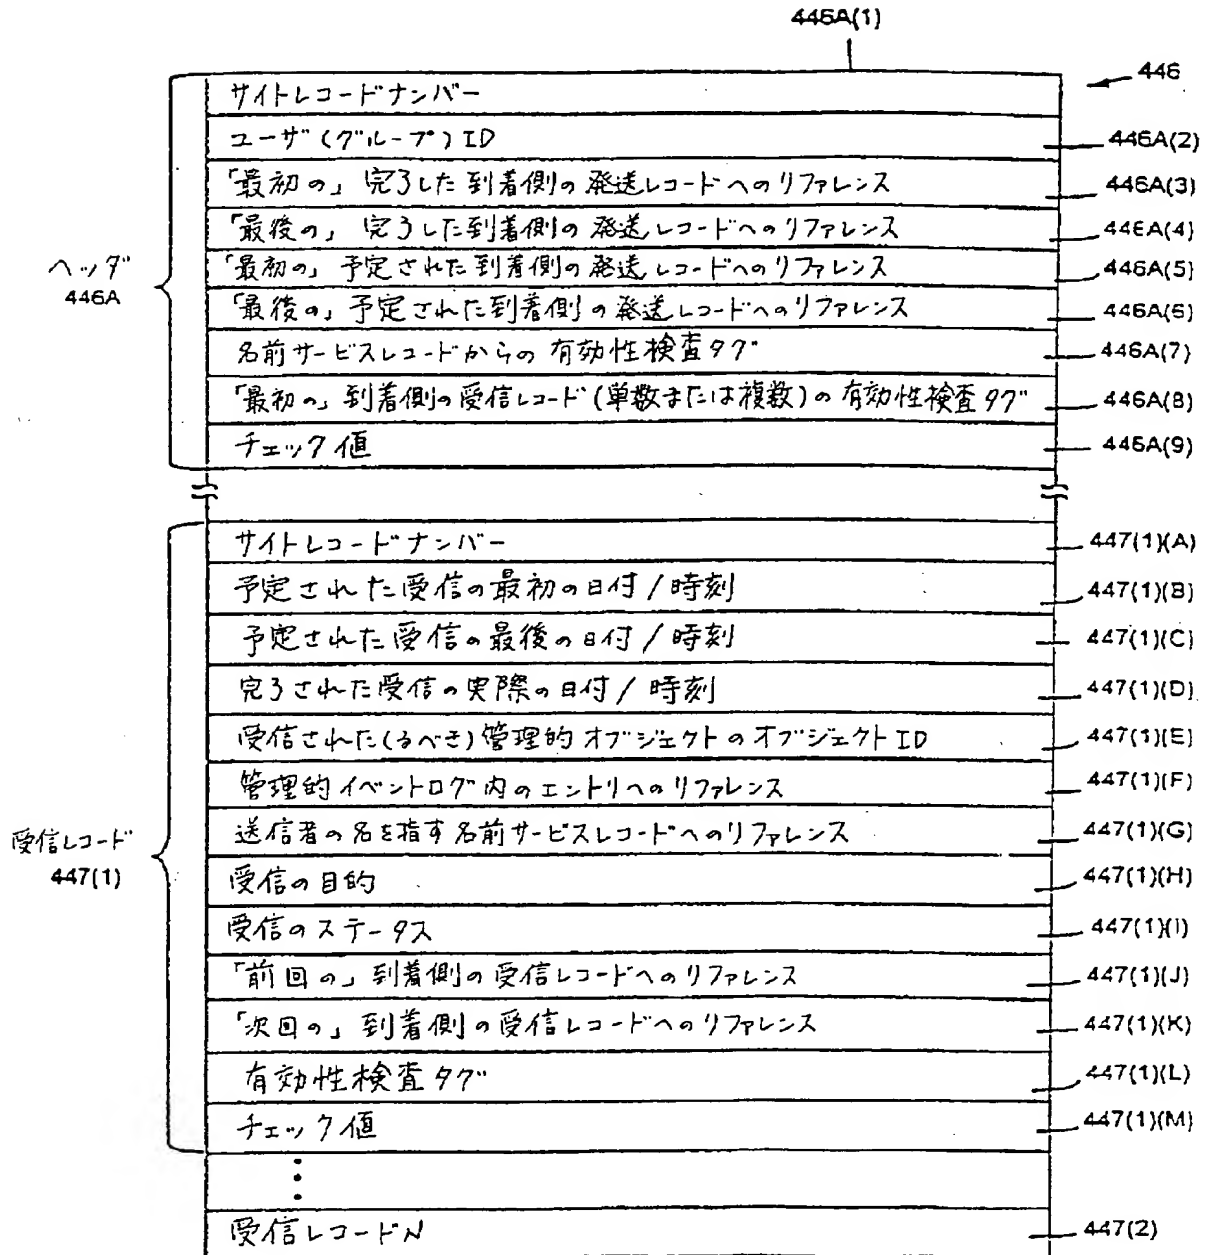 446A(1)
446
サイトレコードナンバー
ユーザ(グループ)ID 446A(2)
「最初の」完了した到着側の発送レコードへのリファレンス 446A(3)
「最後の」完了した到着側の発送レコードへのリファレンス 446A(4)
「最初の」予定された到着側の発送レコードへのリファレンス 446A(5)
「最後の」予定された到着側の発送レコードへのリファレンス 446A(6)
ヘッダ
446A
名前サービスレコードからの有効性検査タグ 446A(7)
「最初の」到着側の受信レコード(単数または複数)の有効性検査タグ 446A(8)
チェック値 446A(9)
サイトレコードナンバー 447(1)(A)
予定された受信の最初の日付/時刻 447(1)(B)
予定された受信の最後の日付/時刻 447(1)(C)
完了された受信の実際の日付/時刻 447(1)(D)
受信された(るべき)管理的オブジェクトのオブジェクトID 447(1)(E)
管理的イベントログ内のエントリへのリファレンス 447(1)(F)
送信者の名を指す名前サービスレコードへのリファレンス 447(1)(G)
受信レコード
447(1)
受信の目的 447(1)(H)
受信のステータス 447(1)(I)
「前回の」到着側の受信レコードへのリファレンス 447(1)(J)
「次回の」到着側の受信レコードへのリファレンス 447(1)(K)
有効性検査タグ 447(1)(L)
チェック値 447(1)(M)
受信レコードN 447(2)